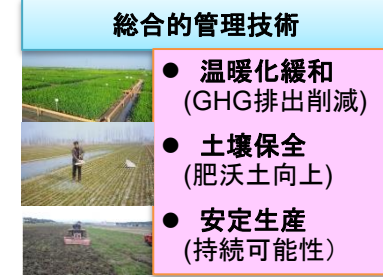 総合的管理技術
● 温暖化緩和
(GHG排出削減)
● 土壌保全
(肥沃土向上)
● 安定生産
(持続可能性）